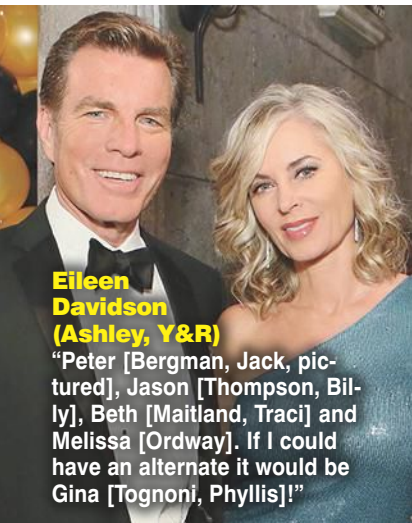 Eileen
Davidson
(Ashley, Y&R)
“Peter [Bergman, Jack, pic-
tured], Jason [Thompson, Bil-
ly], Beth [Maitland, Traci] and
Melissa [Ordway]. If I could
have an alternate it would be
Gina [Tognoni, Phyllis]!”